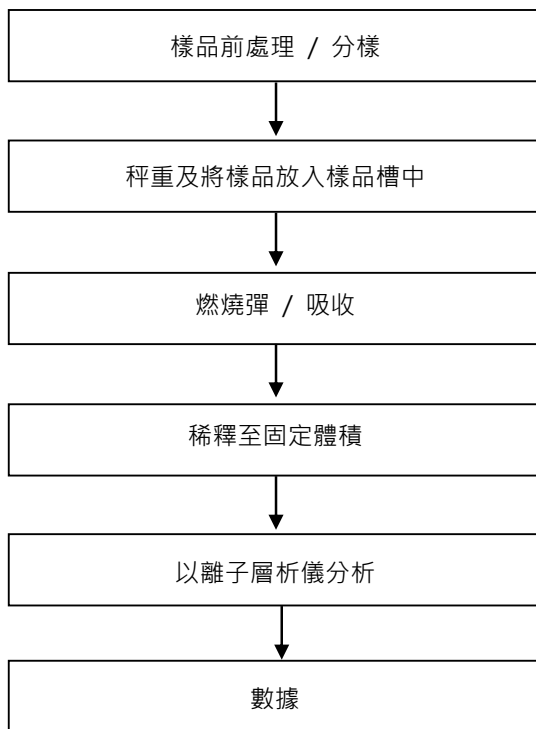 樣品前處理 / 分樣
秤重及將樣品放入樣品槽中
燃燒彈 / 吸收
稀釋至固定體積
以離子層析儀分析
數據